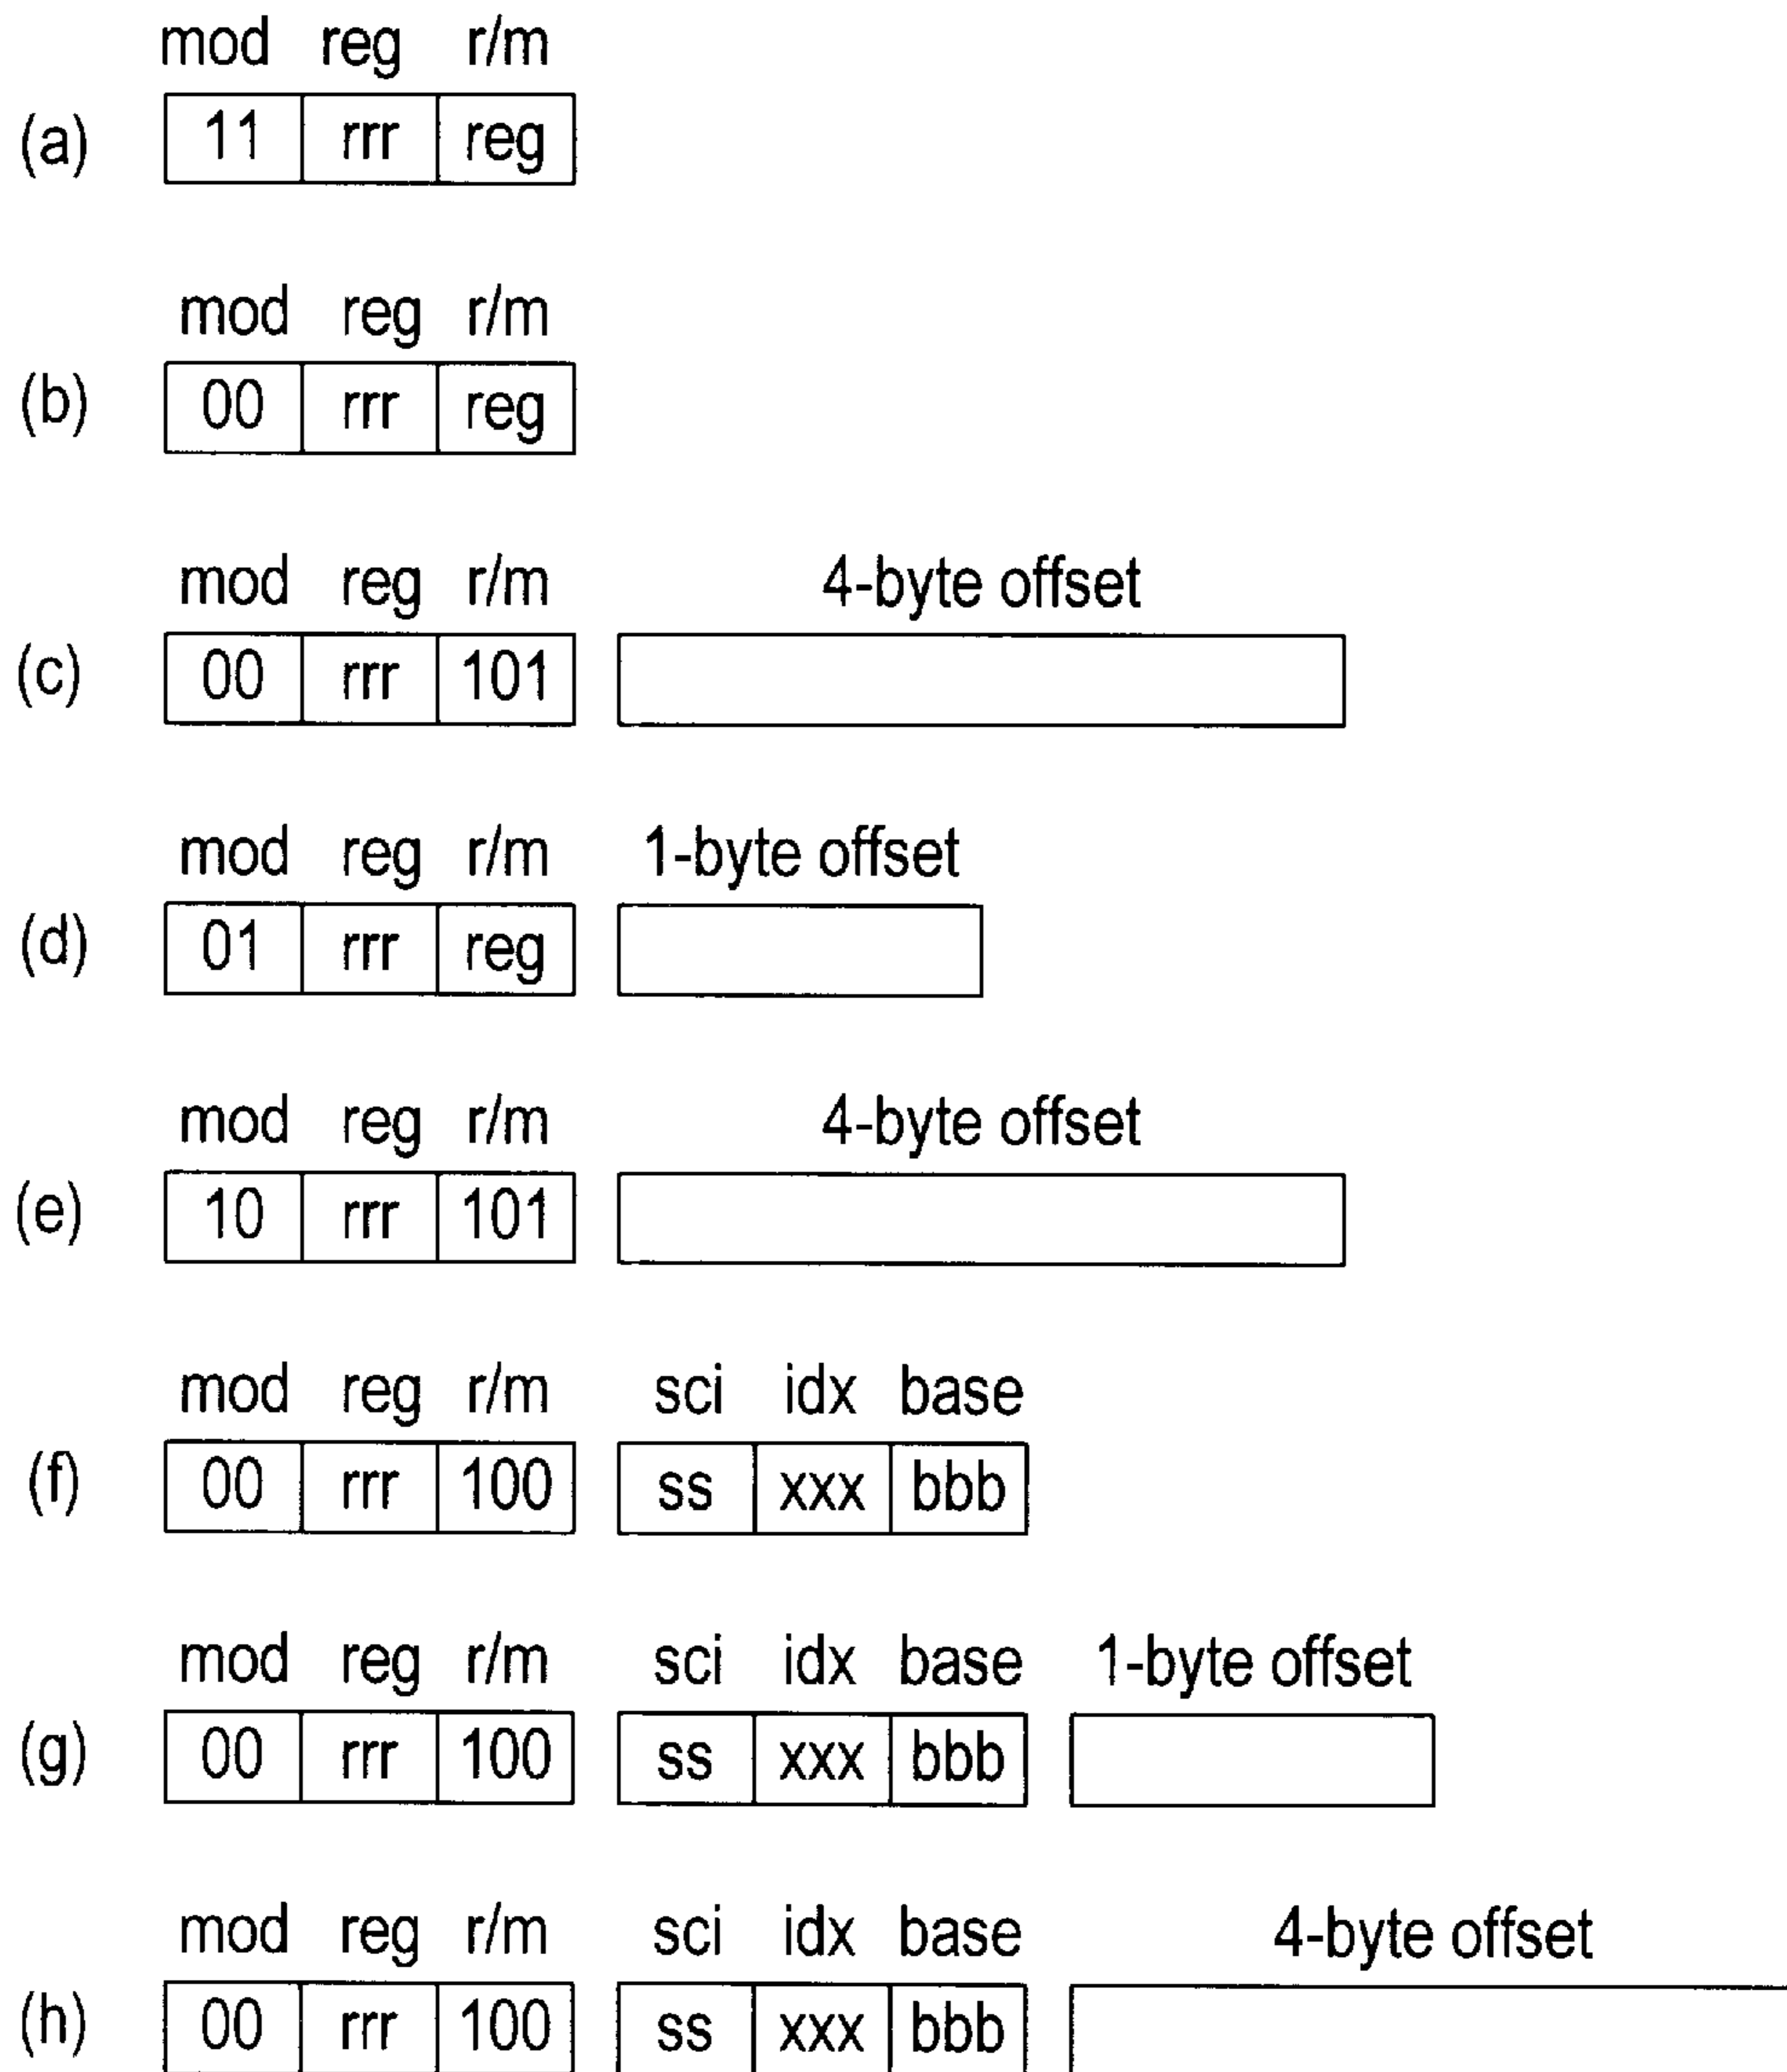 mod reg r/m
(a) 11 rrr reg
mod reg r/m
(b) 00 rrr reg
mod reg r/m 4-byte offset
(c) 00 rrr 101
mod reg r/m 1-byte offset
(d) 01 rrr reg
mod reg r/m 4-byte offset
(e) 10 rrr 101
mod reg r/m sci idx base
(f) 00 rrr 100 ss xxx bbb
mod reg r/m sci idx base 1-byte offset
(g) 00 rrr 100 ss xxx bbb
mod reg r/m sci idx base 4-byte offset
(h) 00 rrr 100 ss xxx bbb